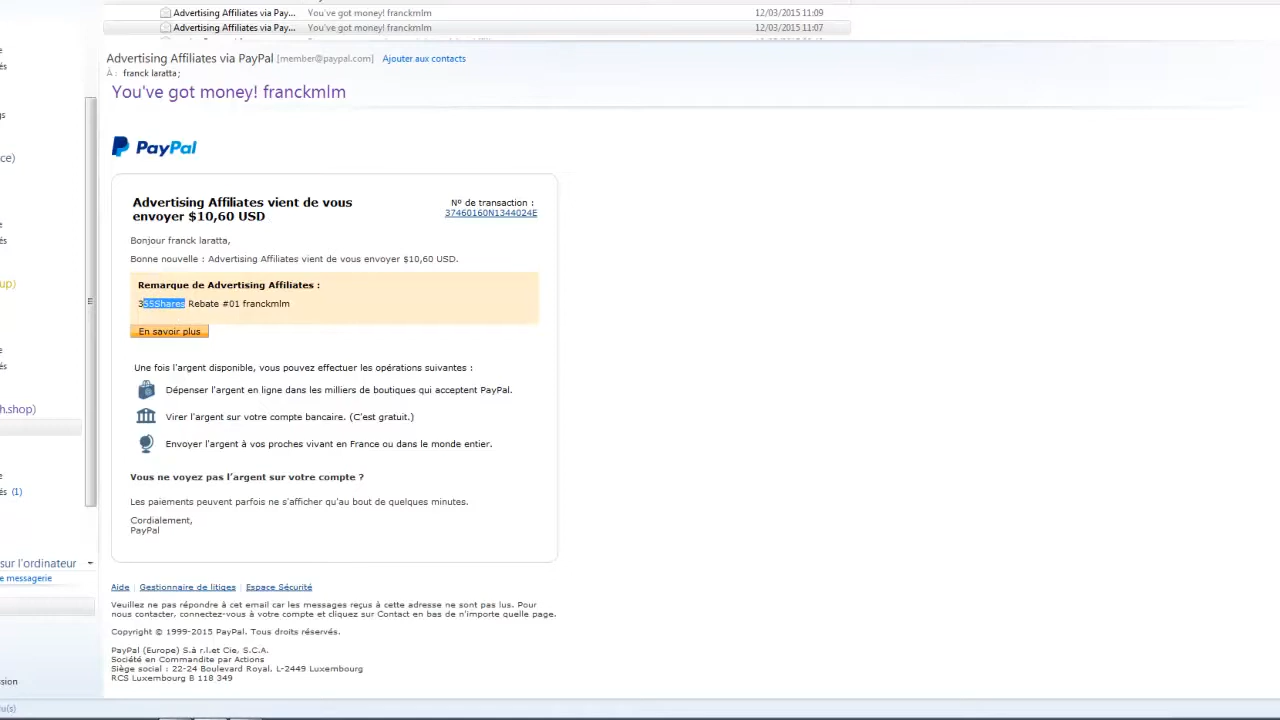 Advertising Affiliates via Pay... You've got money! franckmlm 12/03/2015 11:09
Advertising Affiliates via Pay... You've got money! franckmlm 12/03/2015 11:07
Advertising Affiliates via PayPal [member@paypal.com] Ajouter aux contacts
À : franck laratta;
You've got money! franckmlm
PayPal
Advertising Affiliates vient de vous
envoyer $10,60 USD
Nº de transaction :
37460160N1344024E
Bonjour franck laratta,
Bonne nouvelle : Advertising Affiliates vient de vous envoyer $10,60 USD.
Remarque de Advertising Affiliates :
355Shares Rebate #01 franckmlm
En savoir plus
Une fois l'argent disponible, vous pouvez effectuer les opérations suivantes :
Dépenser l'argent en ligne dans les milliers de boutiques qui acceptent PayPal.
Virer l'argent sur votre compte bancaire. (C'est gratuit.)
Envoyer l'argent à vos proches vivant en France ou dans le monde entier.
Vous ne voyez pas l’argent sur votre compte ?
Les paiements peuvent parfois ne s'afficher qu'au bout de quelques minutes.
Cordialement,
PayPal
Aide | Gestionnaire de litiges | Espace Sécurité
Veuillez ne pas répondre à cet email car les messages reçus à cette adresse ne sont pas lus. Pour
nous contacter, connectez-vous à votre compte et cliquez sur Contact en bas de n'importe quelle page.
Copyright © 1999-2015 PayPal. Tous droits réservés.
PayPal (Europe) S.à r.l.et Cie, S.C.A.
Société en Commandite par Actions
Siège social : 22-24 Boulevard Royal. L-2449 Luxembourg
RCS Luxembourg B 118 349
ce)
up)
h.shop)
és (1)
sur l'ordinateur
e messagerie
sion
lu(s)